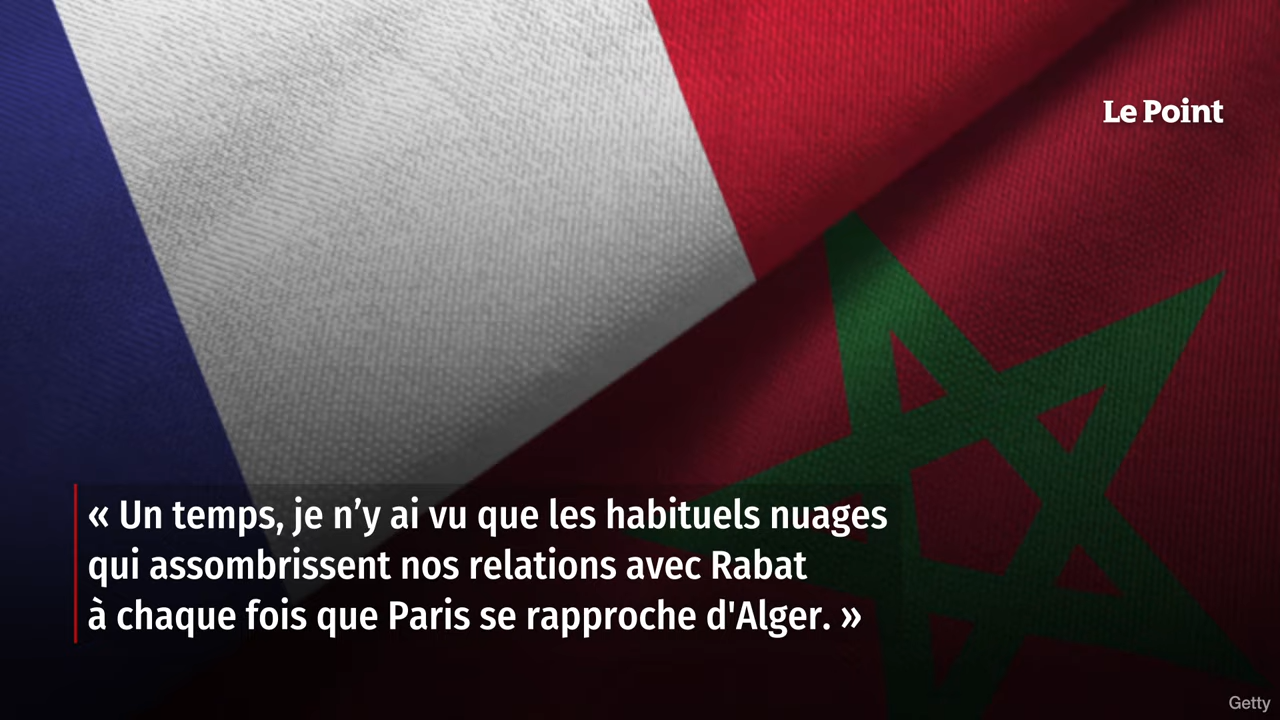 Le Point
« Un temps, je n’y ai vu que les habituels nuages
qui assombrissent nos relations avec Rabat
à chaque fois que Paris se rapproche d'Alger. »
Getty